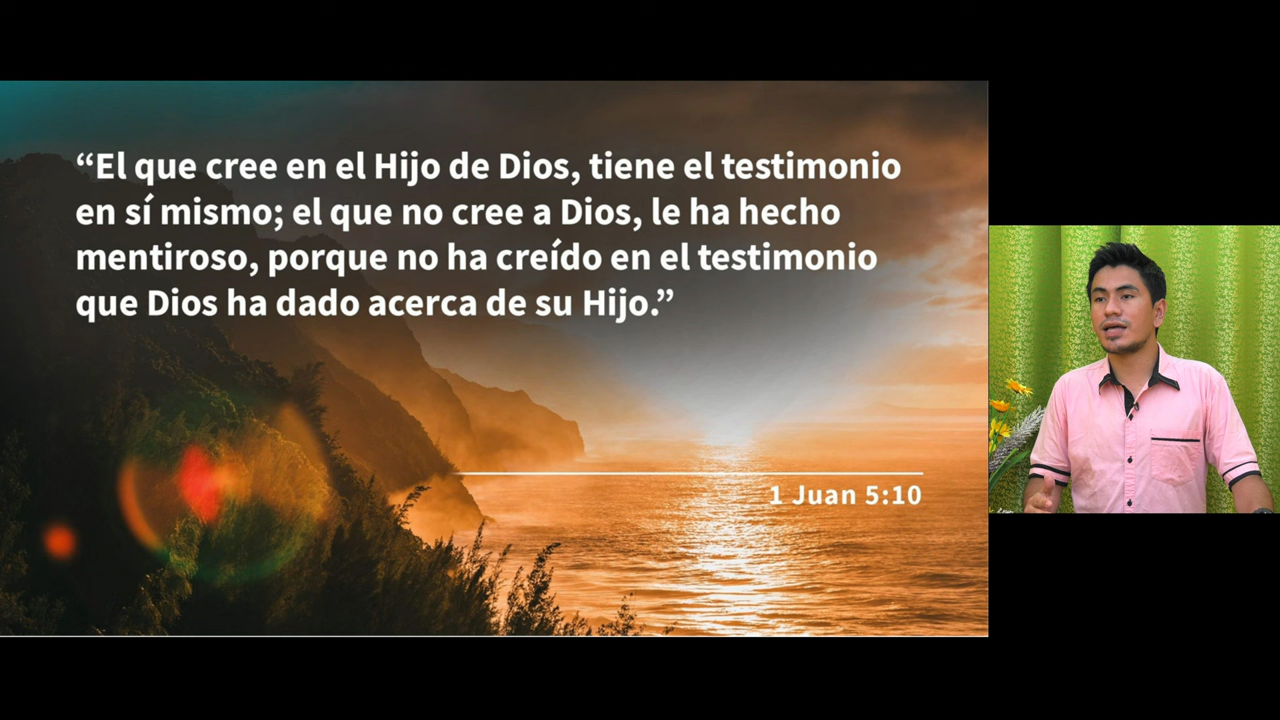 “El que cree en el Hijo de Dios, tiene el testimonio
en sí mismo; el que no cree a Dios, le ha hecho
mentiroso, porque no ha creído en el testimonio
que Dios ha dado acerca de su Hijo.”
1 Juan 5:10